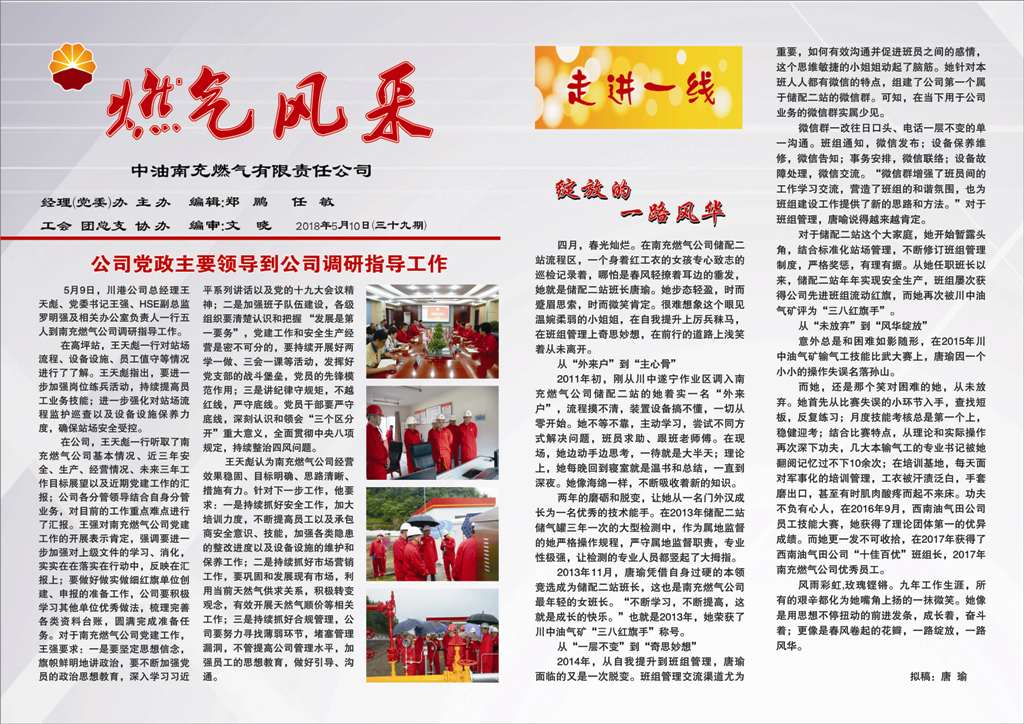 燃气风采
中油南充燃气有限责任公司
经理(党委)办 主 办 编辑:郑 鹏 任 敏
工会 团总支 协 办 编审:文 晓 2018年5月10日(三十九期)
公司党政主要领导到公司调研指导工作
5月9日，川港公司总经理王
天彪、党委书记王强、HSE副总监
罗明强及相关办公室负责人一行五
人到南充燃气公司调研指导工作。
在高坪站，王天彪一行对站场
流程、设备设施、员工值守等情况
进行了了解。王天彪指出，要进一
步加强岗位练兵活动，持续提高员
工业务技能；进一步强化对站场流
程监护巡查以及设备设施保养力
度，确保站场安全受控。
在公司，王天彪一行听取了南
充燃气公司基本情况、近三年安
全、生产、经营情况、未来三年工
作目标展望以及近期党建工作的汇
报；公司各分管领导结合自身分管
业务，对目前的工作重点难点进行
了汇报。王强对南充燃气公司党建
工作的开展表示肯定，强调要进一
步加强对上级文件的学习、消化，
实实在在落实在行动中，反映在汇
报上；要做好做实做细红旗单位创
建、申报的准备工作，公司要积极
学习其他单位优秀做法，梳理完善
各类资料台账，圆满完成准备任
务。对于南充燃气公司党建工作，
王强要求：一是要坚定思想信念，
旗帜鲜明地讲政治，要不断加强党
员的政治思想教育，深入学习习近
平系列讲话以及党的十九大会议精
神；二是加强班子队伍建设，各级
组织要清楚认识和把握 “发展是第
一要务”，党建工作和安全生产经
营是密不可分的，要持续开展好两
学一做、三会一课等活动，发挥好
党支部的战斗堡垒，党员的先锋模
范作用；三是讲纪律守规矩，不越
红线，严守底线。党员干部要严守
底线，深刻认识和领会“三个区分
开”重大意义，全面贯彻中央八项
规定，持续整治四风问题。
王天彪认为南充燃气公司经营
效果稳固、目标明确、思路清晰、
措施有力。针对下一步工作，他要
求：一是持续抓好安全工作，加大
培训力度，不断提高员工以及承包
商安全意识、技能，加强各类隐患
的整改进度以及设备设施的维护和
保养工作；二是持续抓好市场营销
工作，要巩固和发展现有市场，利
用当前天然气供求关系，积极转变
观念，有效开展天然气顺价等相关
工作；三是持续抓好合规管理，公
司要努力寻找薄弱环节，堵塞管理
漏洞，不管提高公司管理水平，加
强员工的思想教育，做好引导、沟
通。
走进一线
绽放的
一路风华
四月，春光灿烂。在南充燃气公司储配二
站流程区，一个身着红工衣的女孩专心致志的
巡检记录着，哪怕是春风轻撩着耳边的鬓发，
她就是储配二站班长唐瑜。她步态轻盈，时而
蹙眉思索，时而微笑肯定。很难想象这个眼见
温婉柔弱的小姐姐，在自我提升上厉兵秣马，
在班组管理上奇思妙想，在前行的道路上浅笑
着从未离开。
从“外来户”到“主心骨”
2011年初，刚从川中遂宁作业区调入南
充燃气公司储配二站的她着实一名“外来
户”，流程摸不清，装置设备搞不懂，一切从
零开始。她不等不靠，主动学习，尝试不同方
式解决问题，班员求助、跟班老师傅。在现
场，她边动手边思考，一待就是大半天；理论
上，她每晚回到寝室就是温书和总结，一直到
深夜。她像海绵一样，不断吸收着新的知识。
两年的磨砺和脱变，让她从一名门外汉成
长为一名优秀的技术能手。在2013年储配二站
储气罐三年一次的大型检测中，作为属地监督
的她严格操作规程，严守属地监督职责，专业
性极强，让检测的专业人员都竖起了大拇指。
2013年11月，唐瑜凭借自身过硬的本领
竞选成为储配二站班长，这也是南充燃气公司
最年轻的女班长。“不断学习，不断提高，这
就是成长的快乐。”也就是2013年，她荣获了
川中油气矿“三八红旗手”称号。
从“一层不变”到“奇思妙想”
2014年，从自我提升到班组管理，唐瑜
面临的又是一次脱变。班组管理交流渠道尤为
重要，如何有效沟通并促进班员之间的感情，
这个思维敏捷的小姐姐动起了脑筋。她针对本
班人人都有微信的特点，组建了公司第一个属
于储配二站的微信群。可知，在当下用于公司
业务的微信群实属少见。
微信群一改往日口头、电话一层不变的单
一沟通。班组通知，微信发布；设备保养维
修，微信告知；事务安排，微信联络；设备故
障处理，微信交流。“微信群增强了班员间的
工作学习交流，营造了班组的和谐氛围，也为
班组建设工作提供了新的思路和方法。”对于
班组管理，唐瑜说得越来越肯定。
对于储配二站这个大家庭，她开始暂露头
角，结合标准化站场管理，不断修订班组管理
制度，严格奖惩，有理有据。从她任职班长以
来，储配二站年年实现安全生产，班组屡次获
得公司先进班组流动红旗，而她再次被川中油
气矿评为“三八红旗手”。
从“未放弃”到“风华绽放”
意外总是和困难如影随形，在2015年川
中油气矿输气工技能比武大赛上，唐瑜因一个
小小的操作失误名落孙山。
而她，还是那个笑对困难的她，从未放
弃。她首先从比赛失误的小环节入手，查找短
板，反复练习；月度技能考核总是第一个上，
稳健迎考；结合比赛特点，从理论和实际操作
再次深下功夫，几大本输气工的专业书记被她
翻阅记忆过不下10余次；在培训基地，每天面
对军事化的培训管理，工衣被汗渍泛白，手套
磨出口，甚至有时肌肉酸疼而起不来床。功夫
不负有心人，在2016年9月，西南油气田公司
员工技能大赛，她获得了理论团体第一的优异
成绩。而她更一发不可收拾，在2017年获得了
西南油气田公司“十佳百优”班组长，2017年
南充燃气公司优秀员工。
风雨彩虹,玫瑰铿锵。九年工作生涯，所
有的艰辛都化为她嘴角上扬的一抹微笑。她像
是用思想不悟扭动的前进发条，成长着，奋斗
着；更像是春风卷起的花瓣，一路绽放，一路
风华。
拟稿：唐 瑜